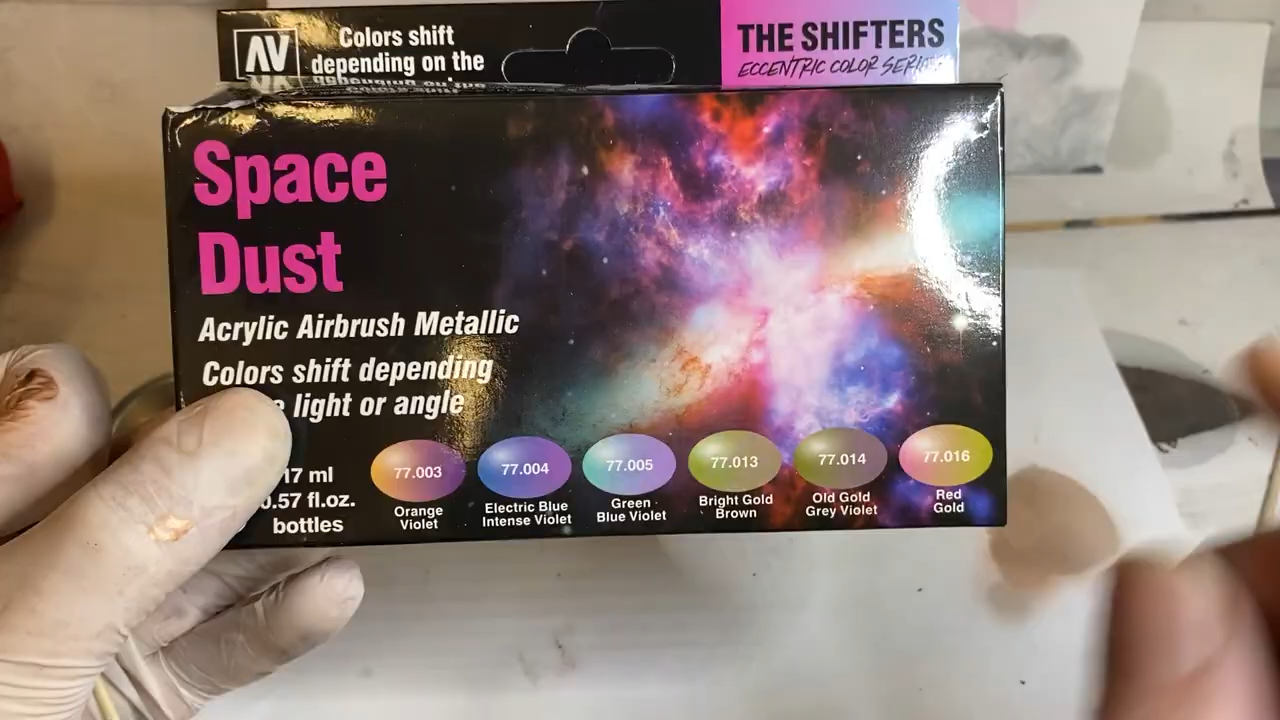 AV
Colors shift
depending on the
THE SHIFTERS
ECCENTRIC COLOR SERIES
Space
Dust
Acrylic Airbrush Metallic
Colors shift depending
light or angle
17 ml
0.57 fl.oz.
bottles
77.003
Orange
Violet
77.004
Electric Blue
Intense Violet
77.005
Green
Blue Violet
77.013
Bright Gold
Brown
77.014
Old Gold
Grey Violet
77.016
Red
Gold